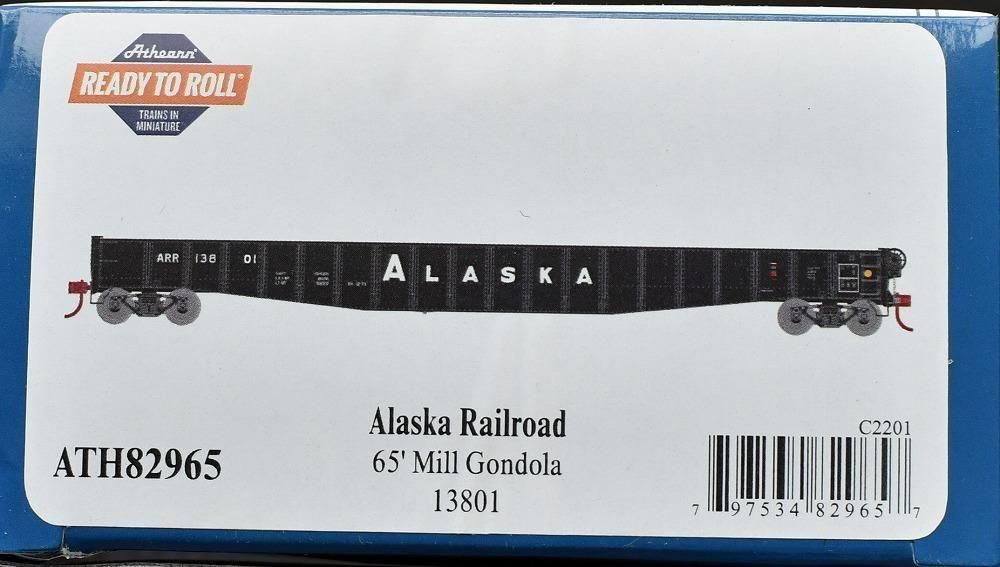 Athearn®
READY TO ROLL®
TRAINS IN
MINIATURE™
ARR 138 01
ALASKA
Alaska Railroad
65' Mill Gondola
13801
ATH82965
C2201
7 97534 82965 7